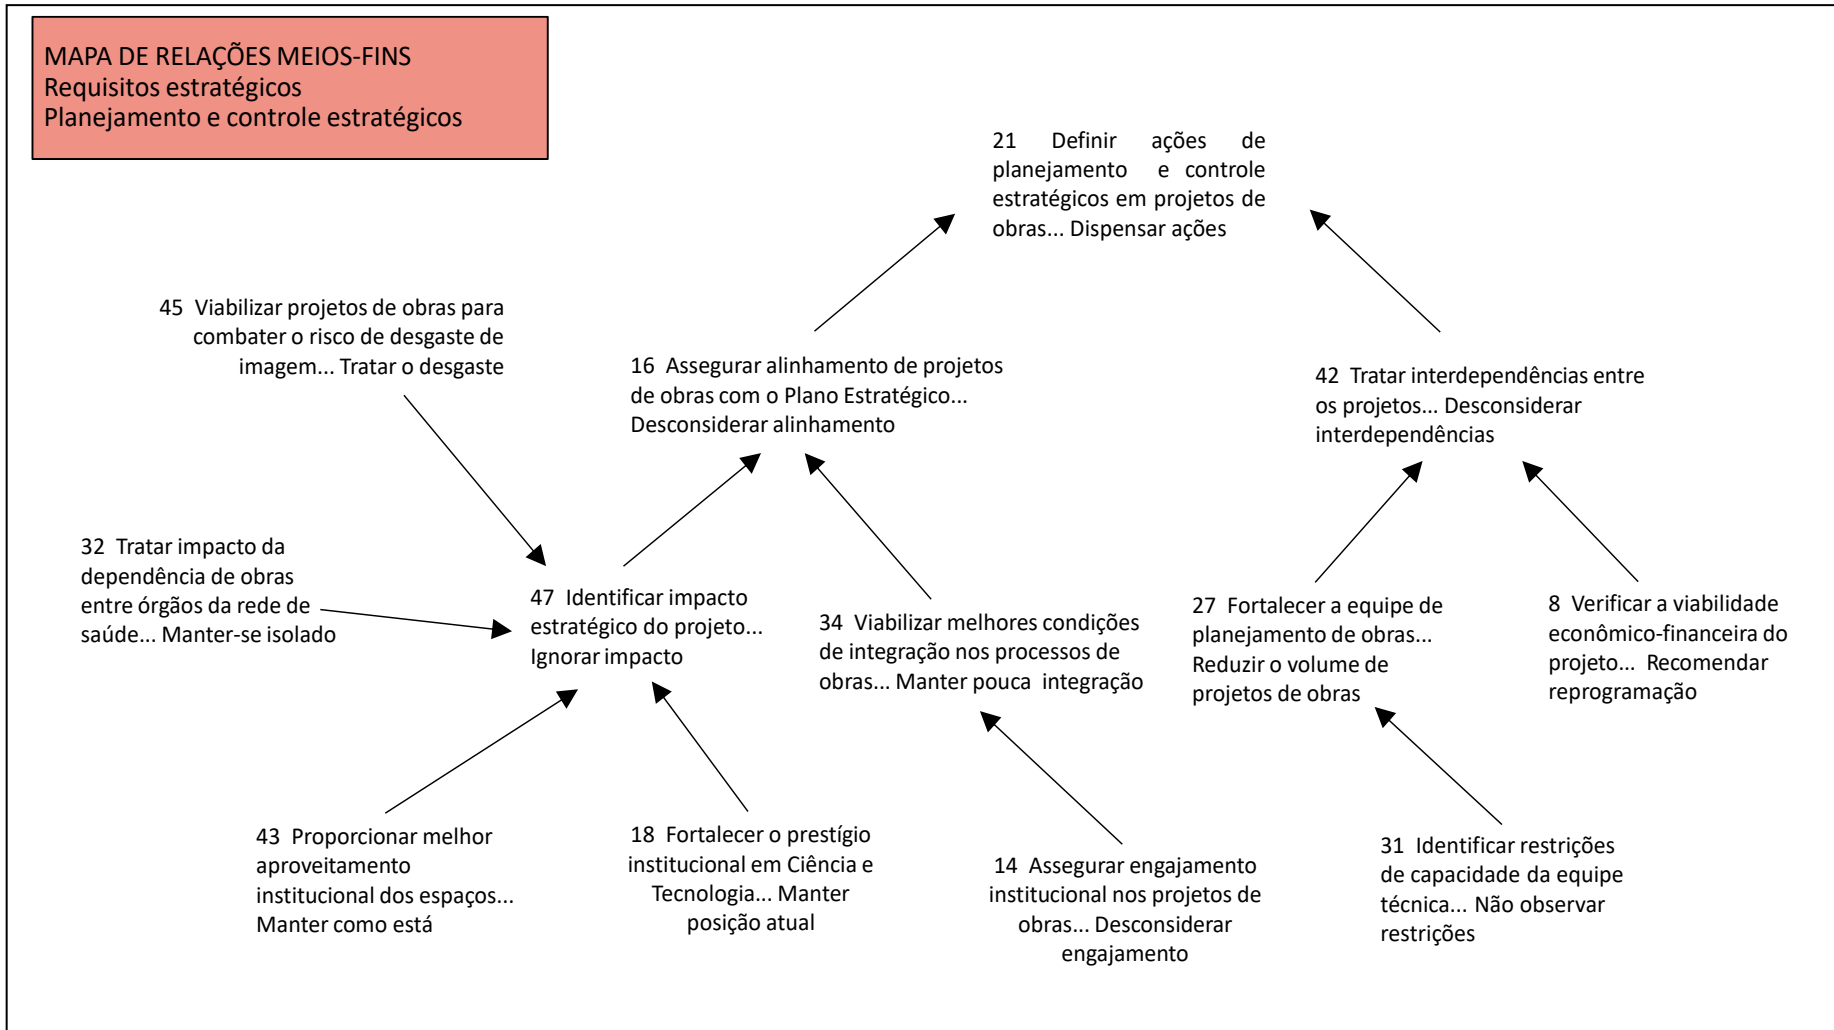 MAPA DE RELAÇÕES MEIOS-FINS
Requisitos estratégicos
Planejamento e controle estratégicos
21 Definir ações de
planejamento e controle
estratégicos em projetos de
obras... Dispensar ações
45 Viabilizar projetos de obras para
combater o risco de desgaste de
imagem... Tratar o desgaste
16 Assegurar alinhamento de projetos
de obras com o Plano Estratégico...
Desconsiderar alinhamento
42 Tratar interdependências entre
os projetos... Desconsiderar
interdependências
32 Tratar impacto da
dependência de obras
entre órgãos da rede de
saúde... Manter-se isolado
47 Identificar impacto
estratégico do projeto...
Ignorar impacto
34 Viabilizar melhores condições
de integração nos processos de
obras... Manter pouca integração
27 Fortalecer a equipe de
planejamento de obras...
Reduzir o volume de
projetos de obras
8 Verificar a viabilidade
econômico-financeira do
projeto... Recomendar
reprogramação
43 Proporcionar melhor
aproveitamento
institucional dos espaços...
Manter como está
18 Fortalecer o prestígio
institucional em Ciência e
Tecnologia... Manter
posição atual
14 Assegurar engajamento
institucional nos projetos de
obras... Desconsiderar
engajamento
31 Identificar restrições
de capacidade da equipe
técnica... Não observar
restrições